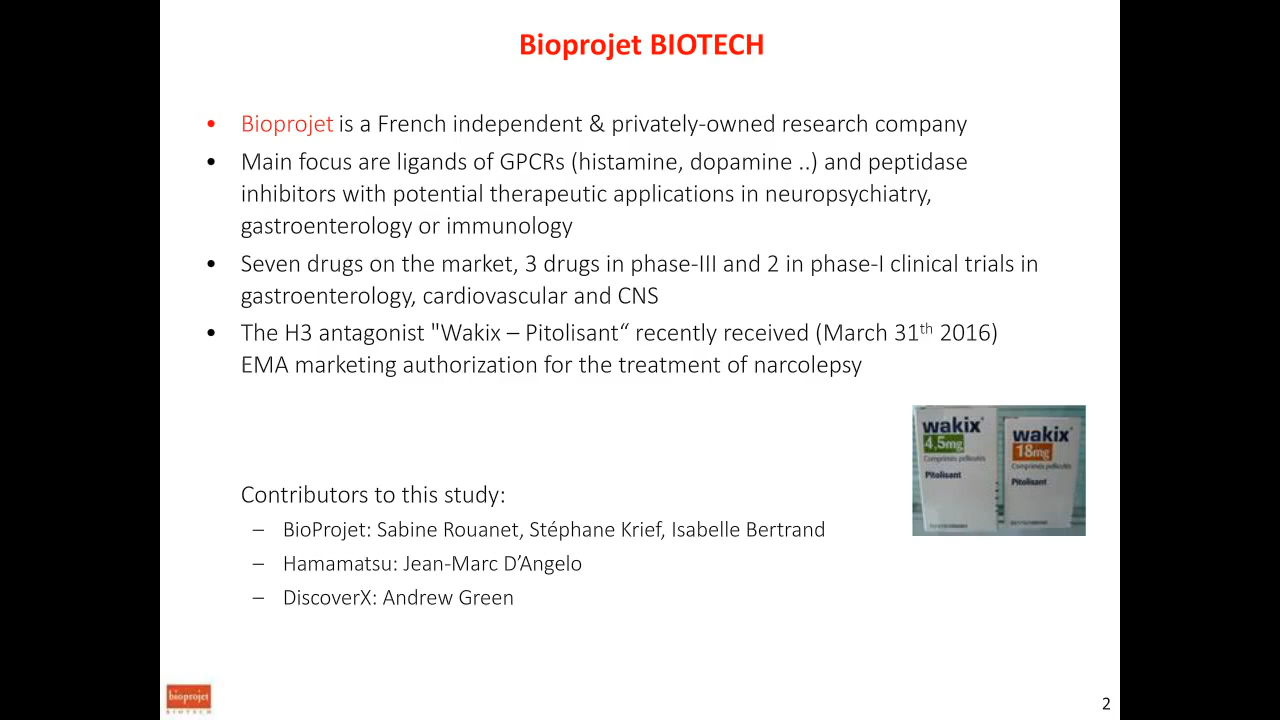 Bioprojet BIOTECH
• Bioprojet is a French independent & privately-owned research company
• Main focus are ligands of GPCRs (histamine, dopamine ..) and peptidase
inhibitors with potential therapeutic applications in neuropsychiatry,
gastroenterology or immunology
• Seven drugs on the market, 3 drugs in phase-III and 2 in phase-I clinical trials in
gastroenterology, cardiovascular and CNS
• The H3 antagonist "Wakix – Pitolisant“ recently received (March 31th 2016)
EMA marketing authorization for the treatment of narcolepsy
wakix
4,5mg
Comprimés pelliculés
Pitolisant
wakix
18mg
Comprimés pelliculés
Pitolisant
Contributors to this study:
– BioProjet: Sabine Rouanet, Stéphane Krief, Isabelle Bertrand
– Hamamatsu: Jean-Marc D’Angelo
– DiscoverX: Andrew Green
bioprojet
BIOTECH
2